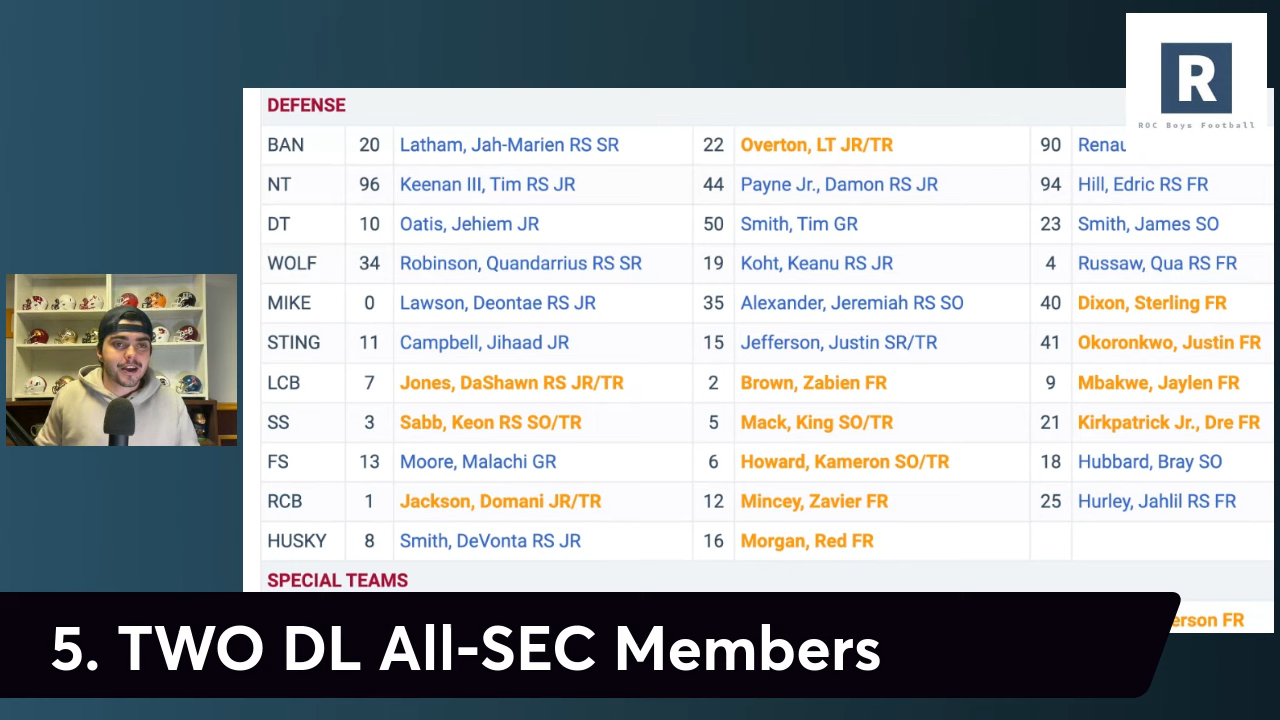 R
ROC Boys Football
DEFENSE
BAN 20 Latham, Jah-Marien RS SR 22 Overton, LT JR/TR 90 Renau
NT 96 Keenan III, Tim RS JR 44 Payne Jr., Damon RS JR 94 Hill, Edric RS FR
DT 10 Oatis, Jehiem JR 50 Smith, Tim GR 23 Smith, James SO
WOLF 34 Robinson, Quandarrius RS SR 19 Koht, Keanu RS JR 4 Russaw, Qua RS FR
MIKE 0 Lawson, Deontae RS JR 35 Alexander, Jeremiah RS SO 40 Dixon, Sterling FR
STING 11 Campbell, Jihaad JR 15 Jefferson, Justin SR/TR 41 Okoronkwo, Justin FR
LCB 7 Jones, DaShawn RS JR/TR 2 Brown, Zabien FR 9 Mbakwe, Jaylen FR
SS 3 Sabb, Keon RS SO/TR 5 Mack, King SO/TR 21 Kirkpatrick Jr., Dre FR
FS 13 Moore, Malachi GR 6 Howard, Kameron SO/TR 18 Hubbard, Bray SO
RCB 1 Jackson, Domani JR/TR 12 Mincey, Zavier FR 25 Hurley, Jahlil RS FR
HUSKY 8 Smith, DeVonta RS JR 16 Morgan, Red FR
SPECIAL TEAMS
erson FR
5. TWO DL All-SEC Members